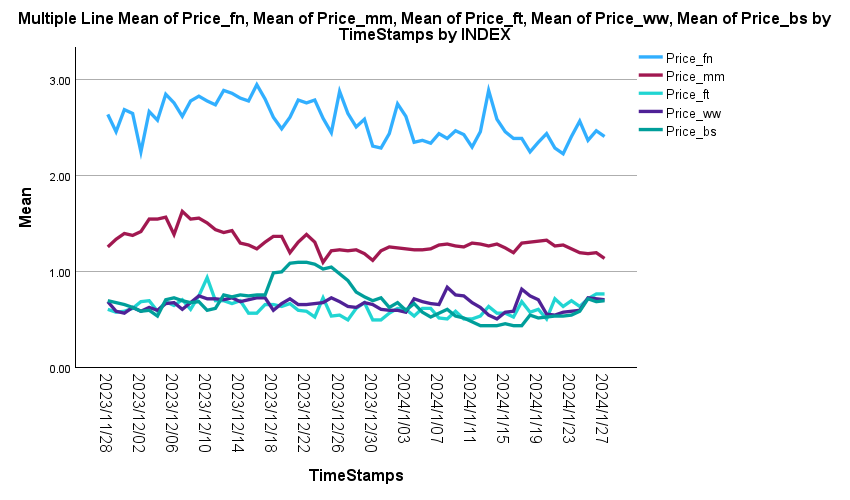 Multiple Line Mean of Price_fn, Mean of Price_mm, Mean of Price_ft, Mean of Price_ww, Mean of Price_bs by
TimeStamps by INDEX
Price_fn
Price_mm
Price_ft
Price_ww
Price_bs
Mean
3.00
2.00
1.00
0.00
2023/11/28
2023/12/02
2023/12/06
2023/12/10
2023/12/14
2023/12/18
2023/12/22
2023/12/26
2023/12/30
2024/1/03
2024/1/07
2024/1/11
2024/1/15
2024/1/19
2024/1/23
2024/1/27
TimeStamps